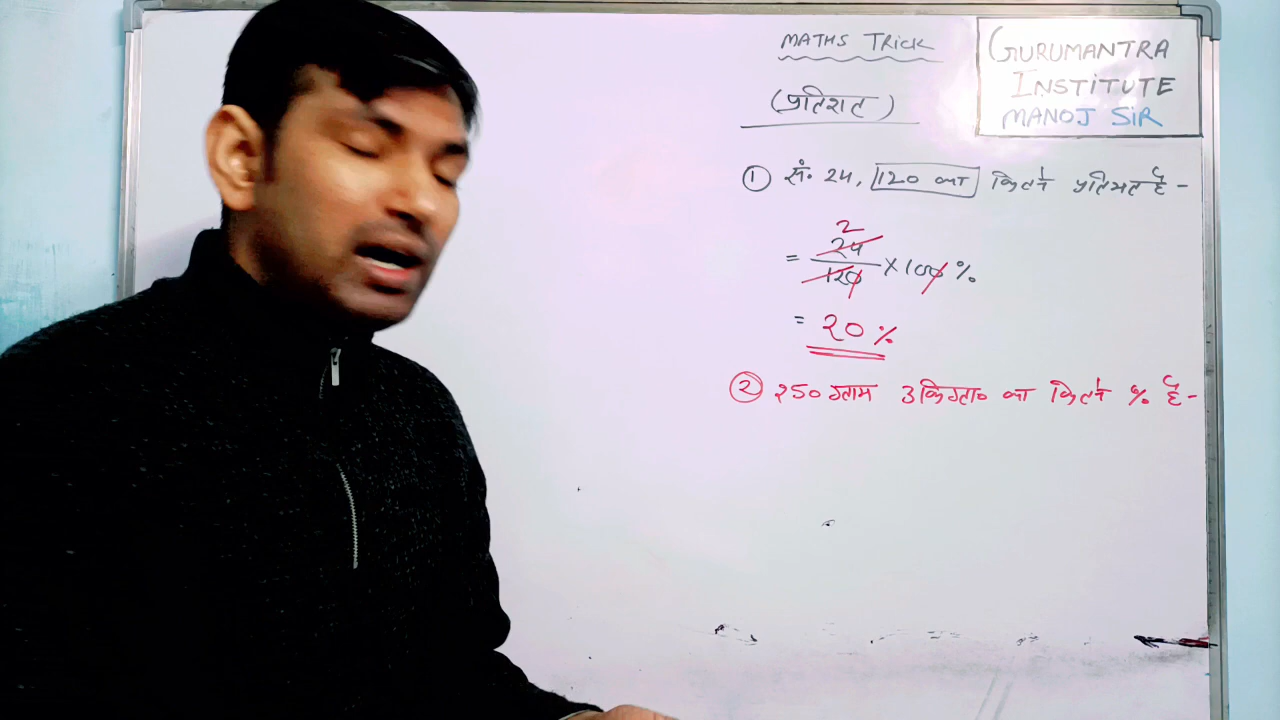 MATHS TRICK
(प्रतिशत)
GURUMANTRA
INSTITUTE
MANOJ SIR
① सं० 24, 120 का कितने प्रतिशत है -
2
= 24/120 × 100 %
= 20 %
② 250 ग्राम 3 किग्रा० का कितने % है -